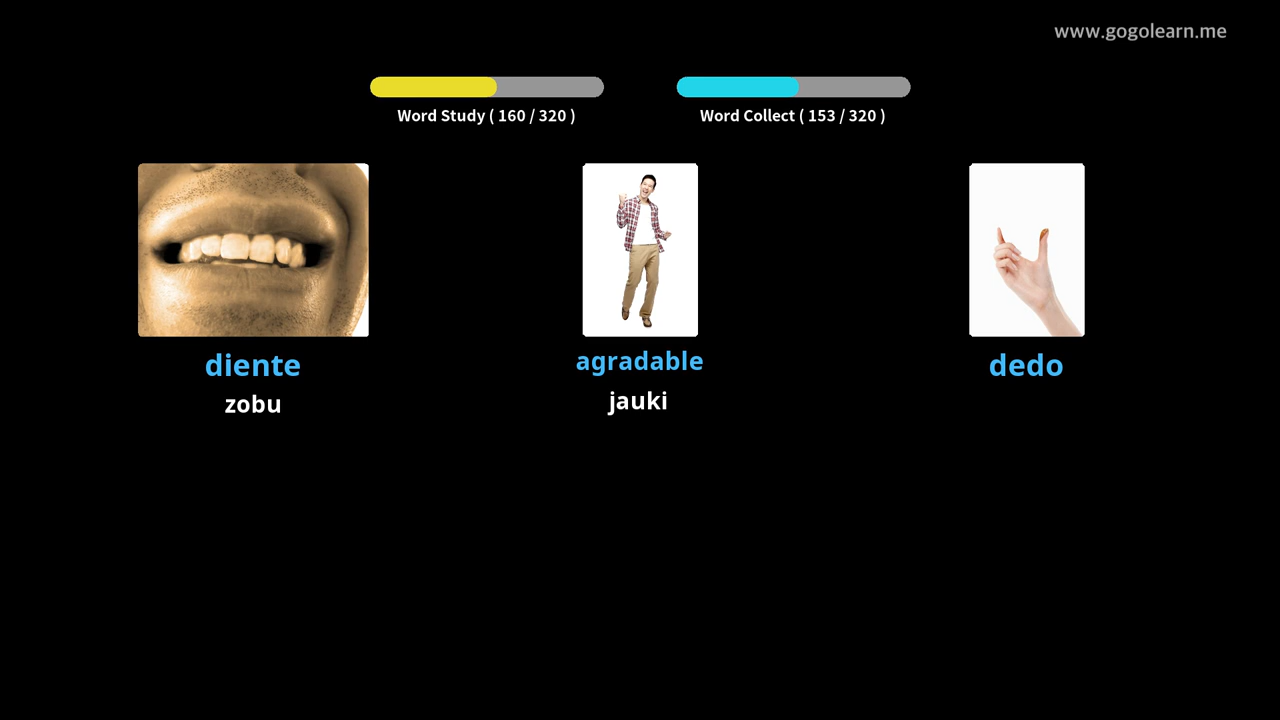 www.gogolearn.me
Word Study ( 160 / 320 )
Word Collect ( 153 / 320 )
diente
agradable
dedo
zobu
jauki